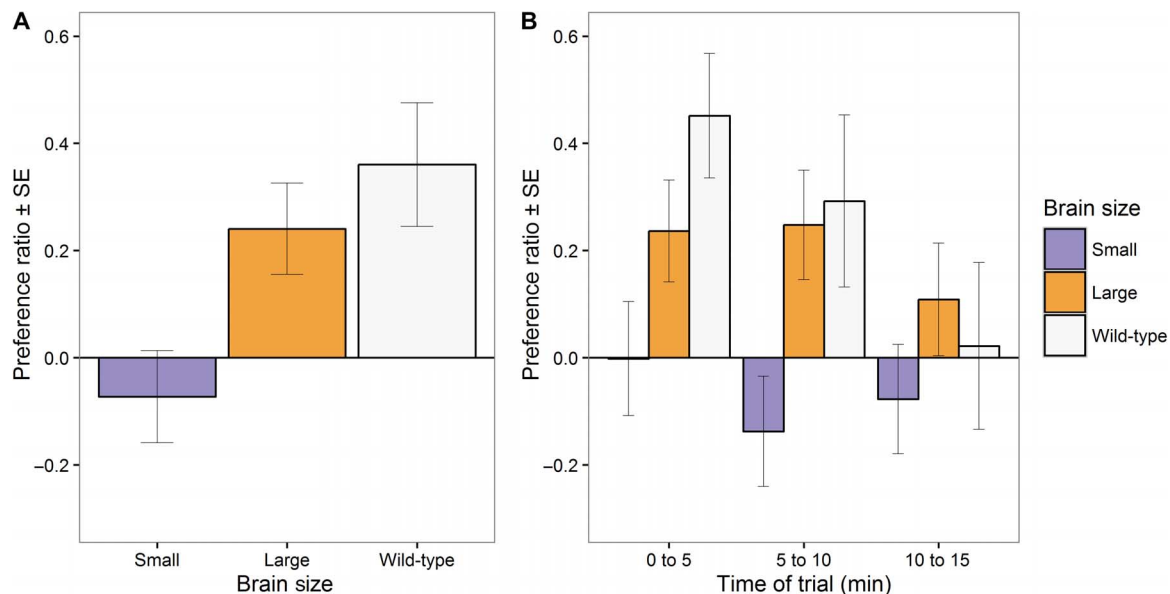 A
Preference ratio ± SE
0.6
0.4
0.2
0.0
−0.2
Small
Large
Wild-type
Brain size
B
Preference ratio ± SE
0.6
0.4
0.2
0.0
−0.2
0 to 5
5 to 10
10 to 15
Time of trial (min)
Brain size
Small
Large
Wild-type